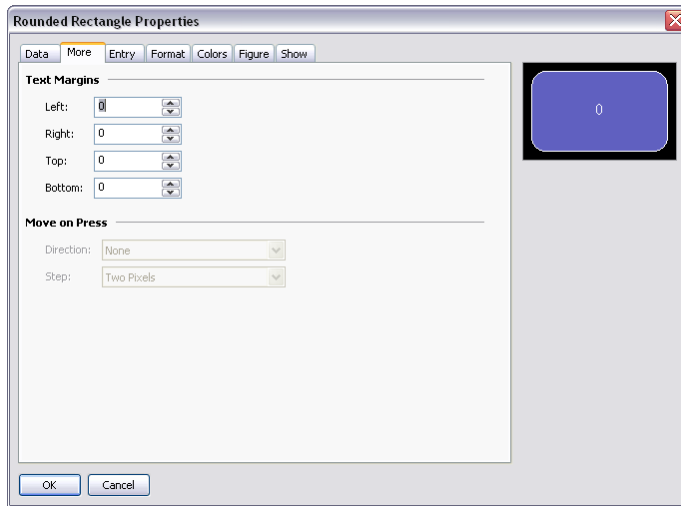 Rounded Rectangle Properties
Data More Entry Format Colors Figure Show
Text Margins
Left: 0
Right: 0
Top: 0
Bottom: 0
0
Move on Press
Direction: None
Step: Two Pixels
OK Cancel